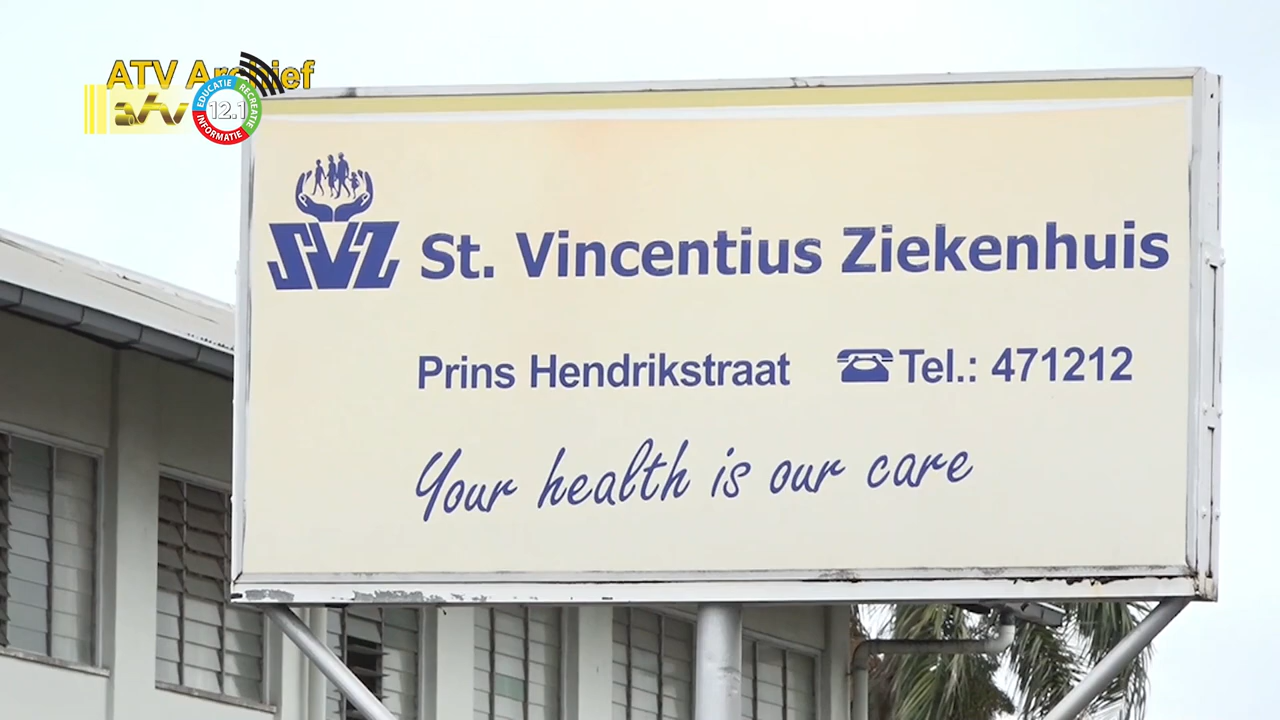 ATV Archief
atv
EDUCATIE
RECREATIE
12.1
INFORMATIE
SVZ
St. Vincentius Ziekenhuis
Prins Hendrikstraat ☎ Tel.: 471212
Your health is our care